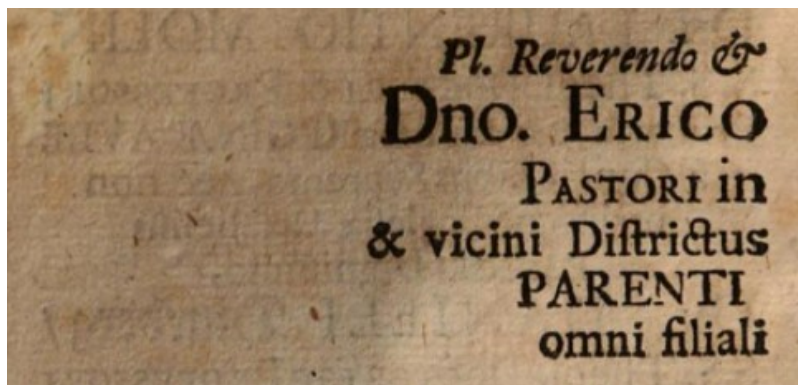 Pl. Reverendo &
Dno. ERICO
PASTORI in
& vicini Diſtrictus
PARENTI
omni filiali